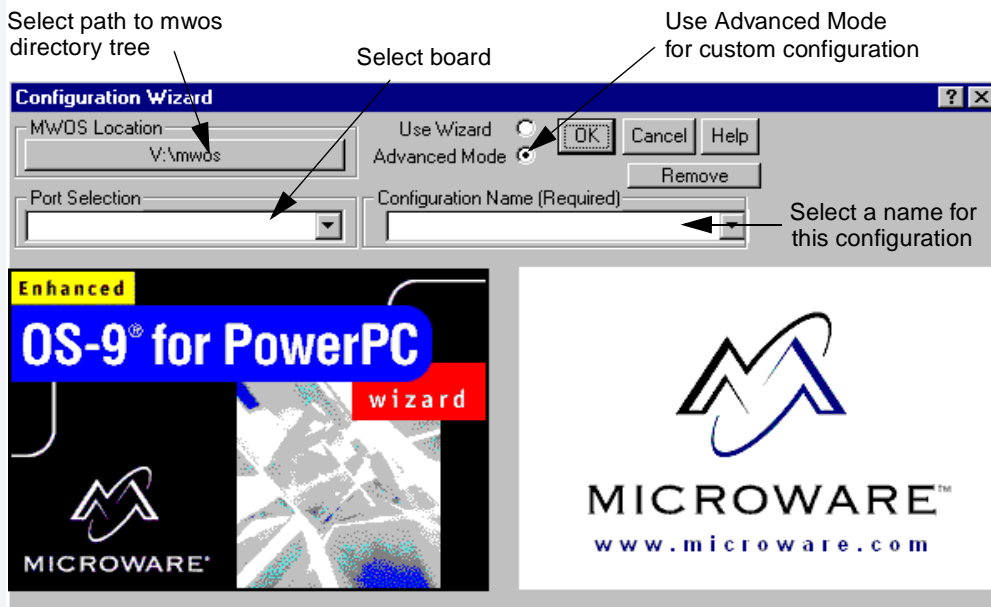 Select path to mwos
directory tree
Select board
Use Advanced Mode
for custom configuration
Configuration Wizard
MWOS Location
V:\mwos
Use Wizard
Advanced Mode
OK
Cancel
Help
Remove
Port Selection
Configuration Name (Required)
Select a name for
this configuration
Enhanced
OS-9® for PowerPC
wizard
MICROWARE®
MICROWARE™
www.microware.com